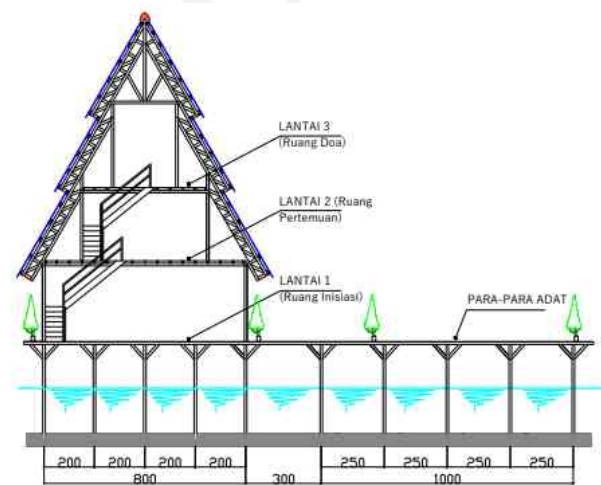 LANTAI 3
(Ruang Doa)
LANTAI 2 (Ruang
Pertemuan)
LANTAI 1
(Ruang Inisiasi)
PARA-PARA ADAT
200 200 200 200 250 250 250 250
800 300 1000